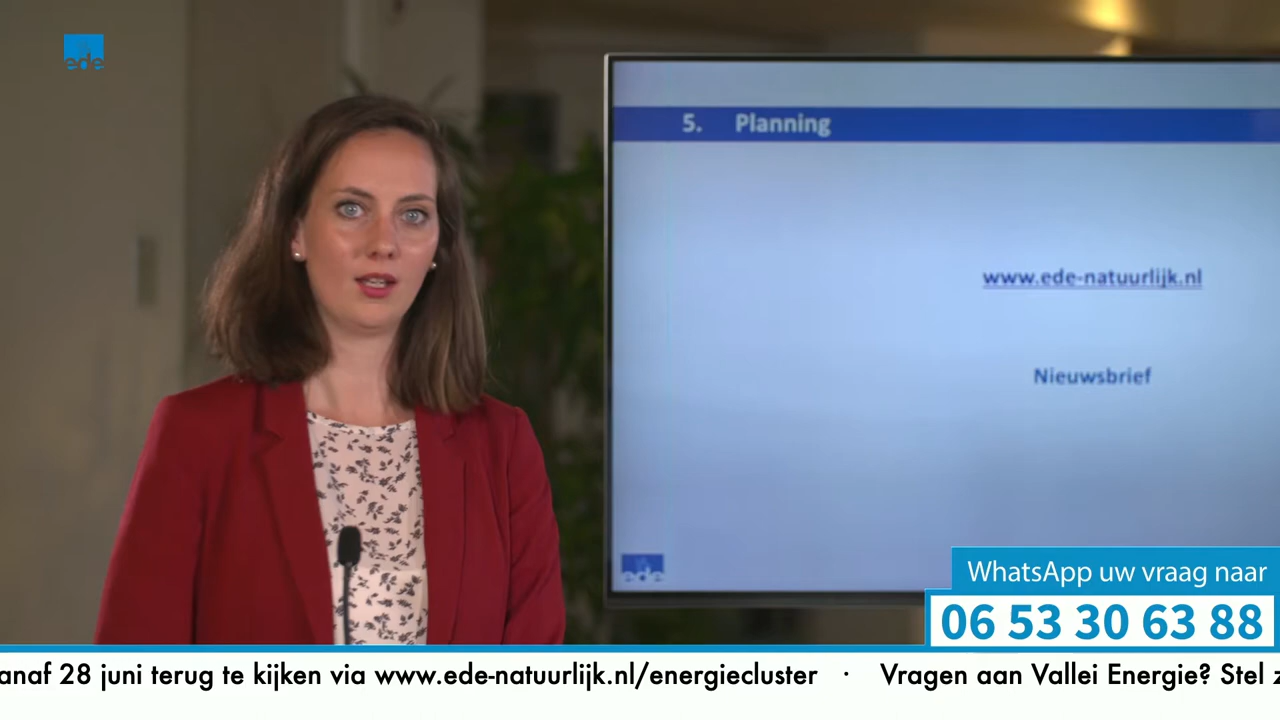 ede
5. Planning
www.ede-natuurlijk.nl
Nieuwsbrief
WhatsApp uw vraag naar
06 53 30 63 88
anaf 28 juni terug te kijken via www.ede-natuurlijk.nl/energiecluster · Vragen aan Vallei Energie? Stel z